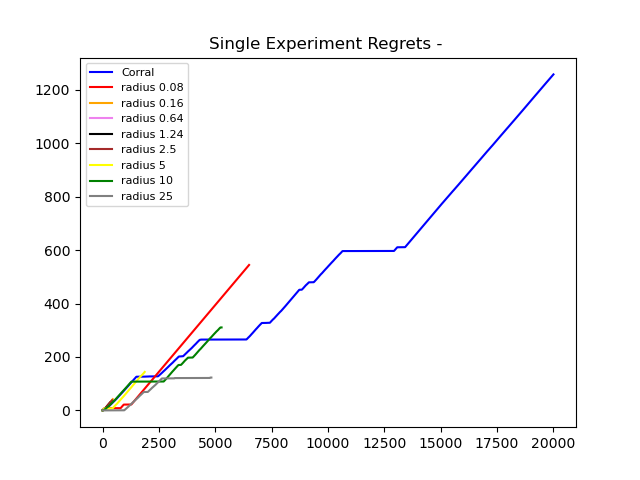 Single Experiment Regrets -
Corral
radius 0.08
radius 0.16
radius 0.64
radius 1.24
radius 2.5
radius 5
radius 10
radius 25
1200
1000
800
600
400
200
0
0 2500 5000 7500 10000 12500 15000 17500 20000